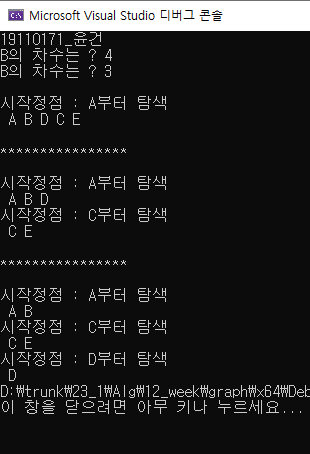 Microsoft Visual Studio 디버그 콘솔
19110171_윤건
B의 차수는 ? 4
B의 차수는 ? 3
시작정점 : A부터 탐색
A B D C E
****************
시작정점 : A부터 탐색
A B D
시작정점 : C부터 탐색
C E
****************
시작정점 : A부터 탐색
A B
시작정점 : C부터 탐색
C E
시작정점 : D부터 탐색
D
D:₩trunk₩23_1₩Alg₩12_week₩graph₩x64₩Deb
이 창을 닫으려면 아무 키나 누르세요...